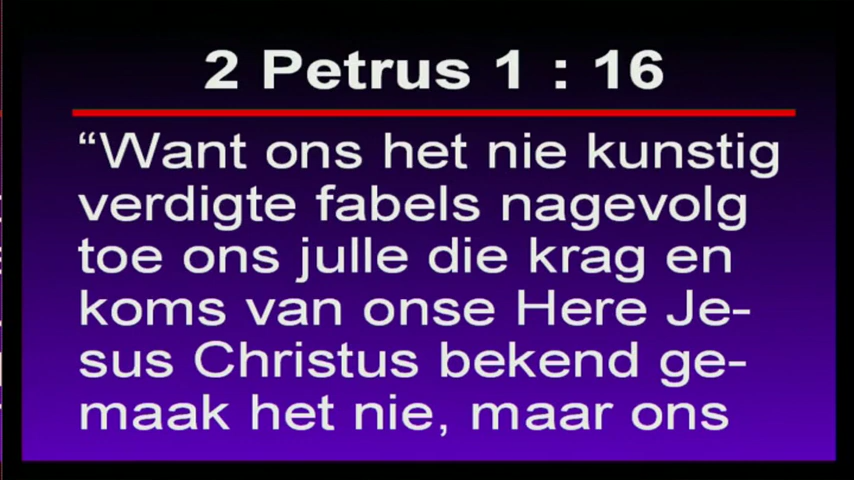 2 Petrus 1 : 16
“Want ons het nie kunstig
verdigte fabels nagevolg
toe ons julle die krag en
koms van onse Here Je-
sus Christus bekend ge-
maak het nie, maar ons